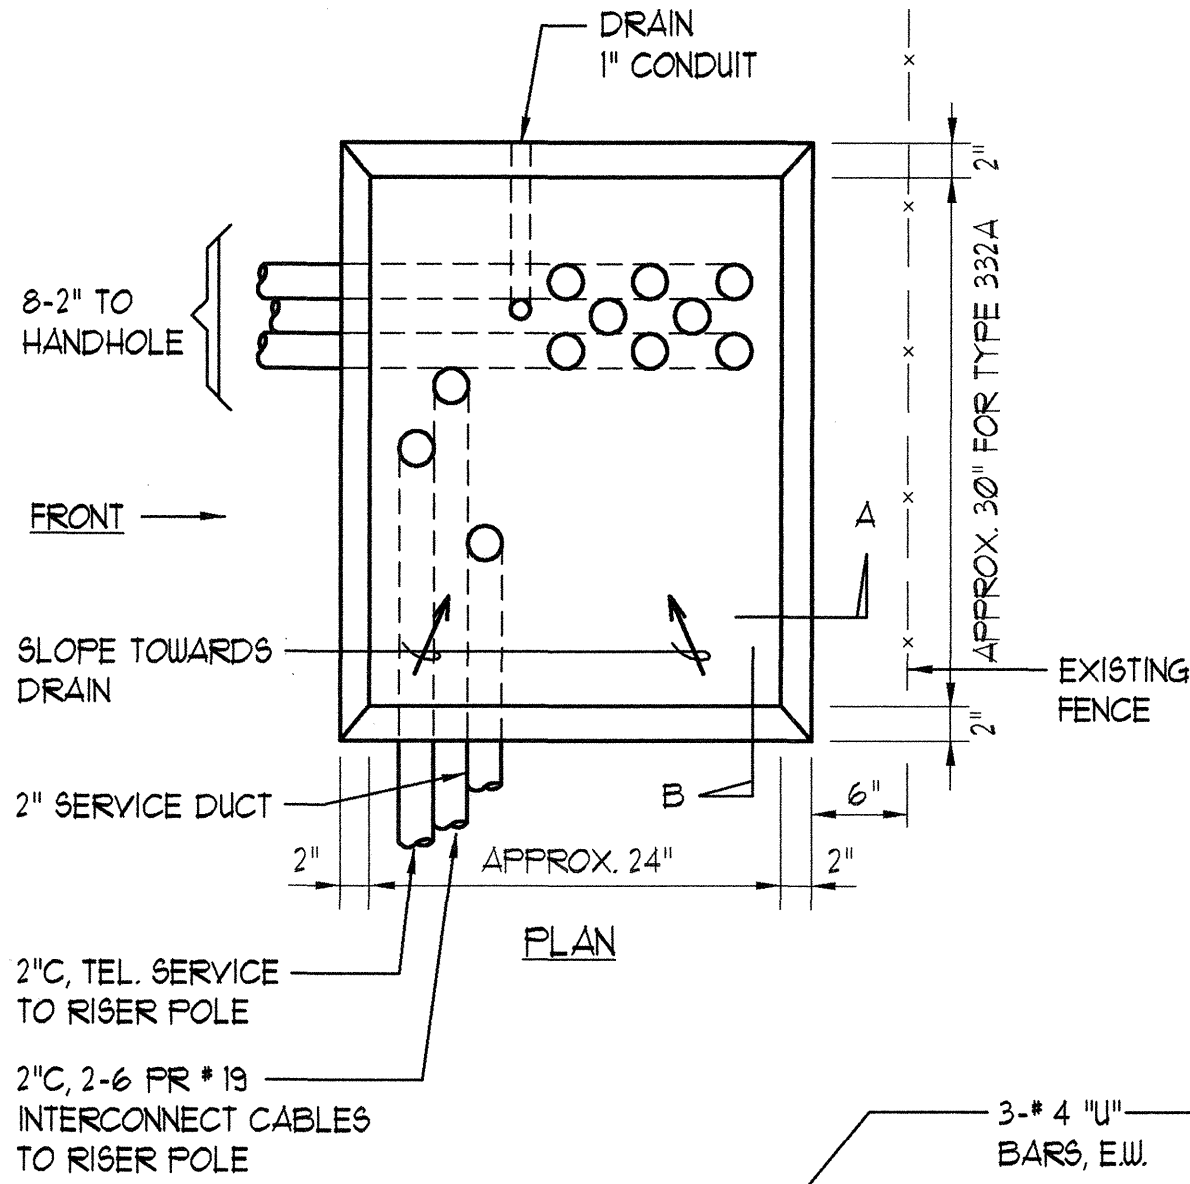 DRAIN
1" CONDUIT
2"
8-2" TO
HANDHOLE
APPROX. 30" FOR TYPE 332A
FRONT
A
SLOPE TOWARDS
DRAIN
EXISTING
FENCE
2"
2" SERVICE DUCT
B
6"
2"
APPROX. 24"
2"
PLAN
2"C, TEL. SERVICE
TO RISER POLE
2"C, 2-6 PR #19
INTERCONNECT CABLES
TO RISER POLE
3-#4 "U"
BARS, E.W.